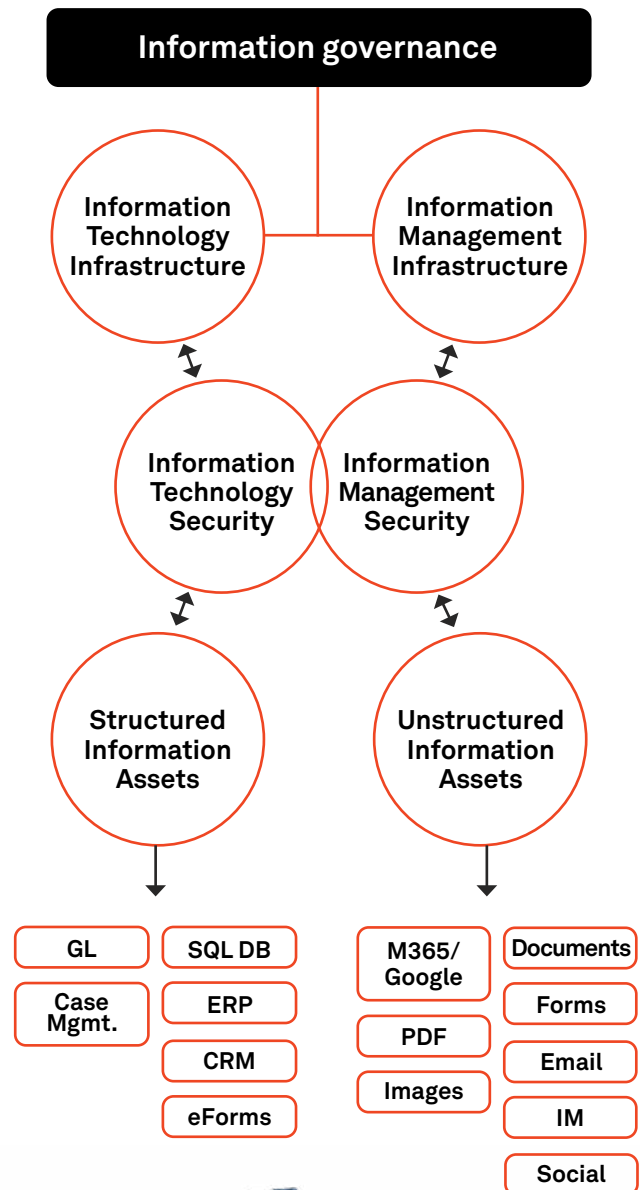 Information governance
Information
Technology
Infrastructure
Information
Management
Infrastructure
Information
Technology
Security
Information
Management
Security
Structured
Information
Assets
Unstructured
Information
Assets
GL
Case
Mgmt.
SQL DB
ERP
CRM
eForms
M365/
Google
PDF
Images
Documents
Forms
Email
IM
Social